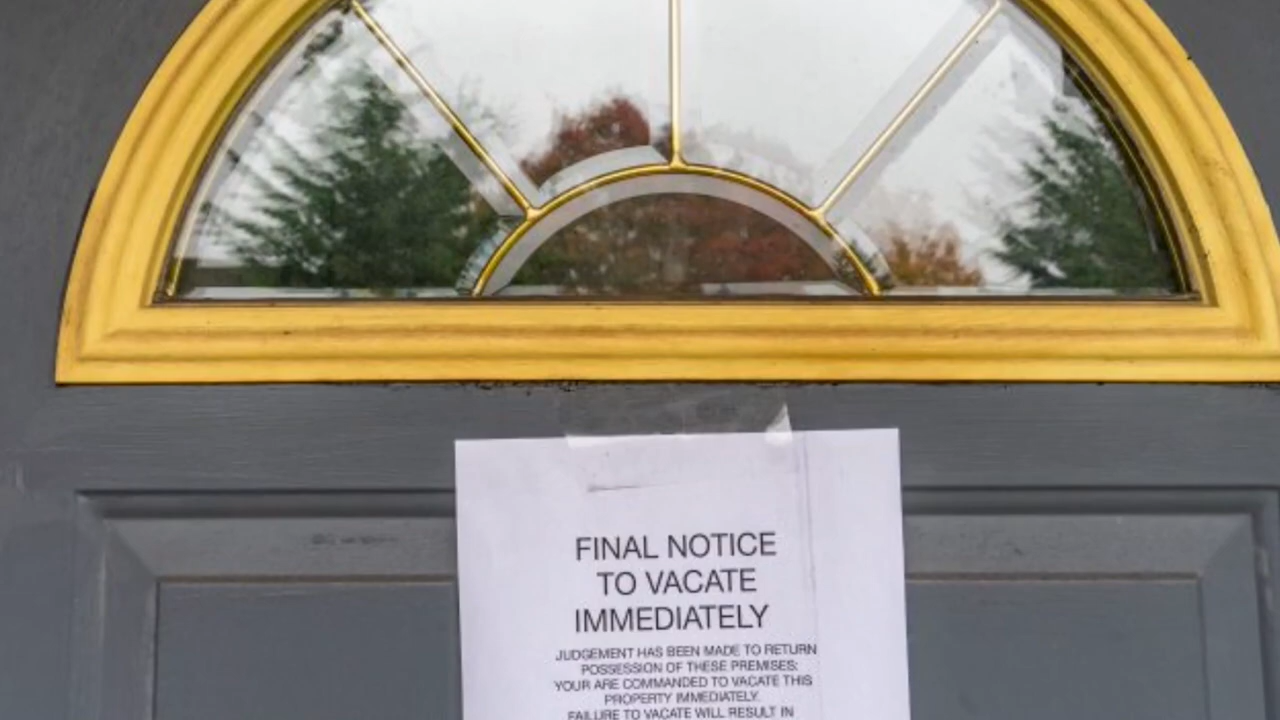 FINAL NOTICE
TO VACATE
IMMEDIATELY
JUDGEMENT HAS BEEN MADE TO RETURN
POSSESSION OF THESE PREMISES:
YOUR ARE COMMANDED TO VACATE THIS
PROPERTY IMMEDIATELY.
FAILURE TO VACATE WILL RESULT IN